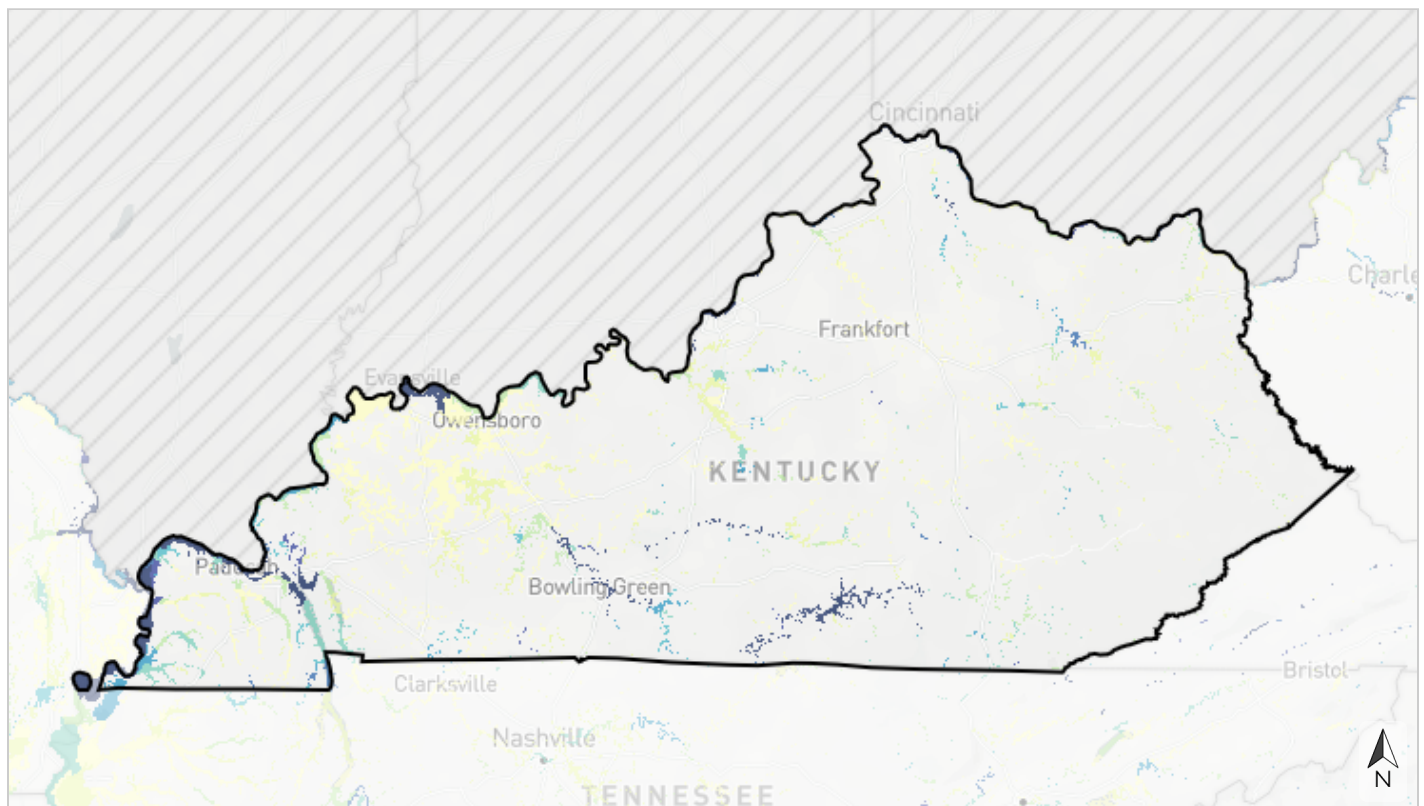 Cincinnati
Charle
Frankfort
Evansville
Owensboro
KENTUCKY
Paducah
Bowling Green
Clarksville
Bristol
Nashville
TENNESSEE
N